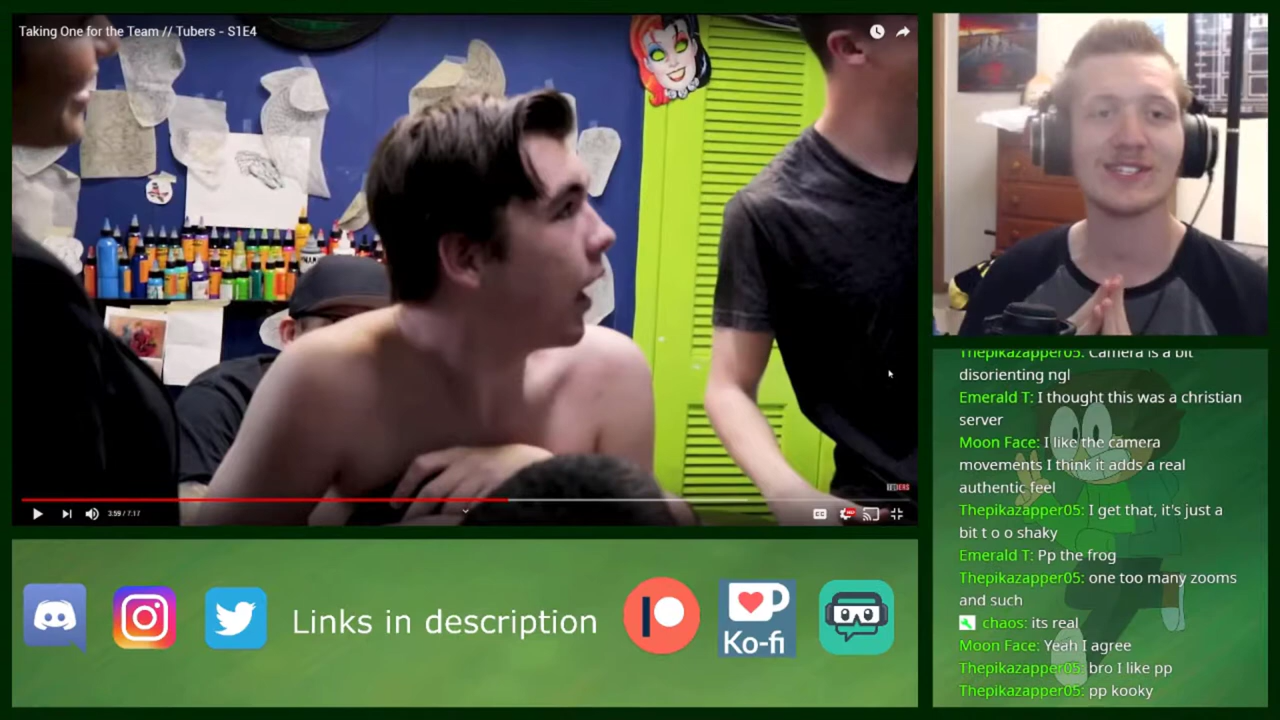 Taking One for the Team // Tubers - S1E4
3:59 / 7:17
CC
TUBERS
Links in description
Ko-fi
Thepikazapper05: Camera is a bit
disorienting ngl
Emerald T: I thought this was a christian
server
Moon Face: I like the camera
movements I think it adds a real
authentic feel
Thepikazapper05: I get that, it's just a
bit t o o shaky
Emerald T: Pp the frog
Thepikazapper05: one too many zooms
and such
chaos: its real
Moon Face: Yeah I agree
Thepikazapper05: bro I like pp
Thepikazapper05: pp kooky